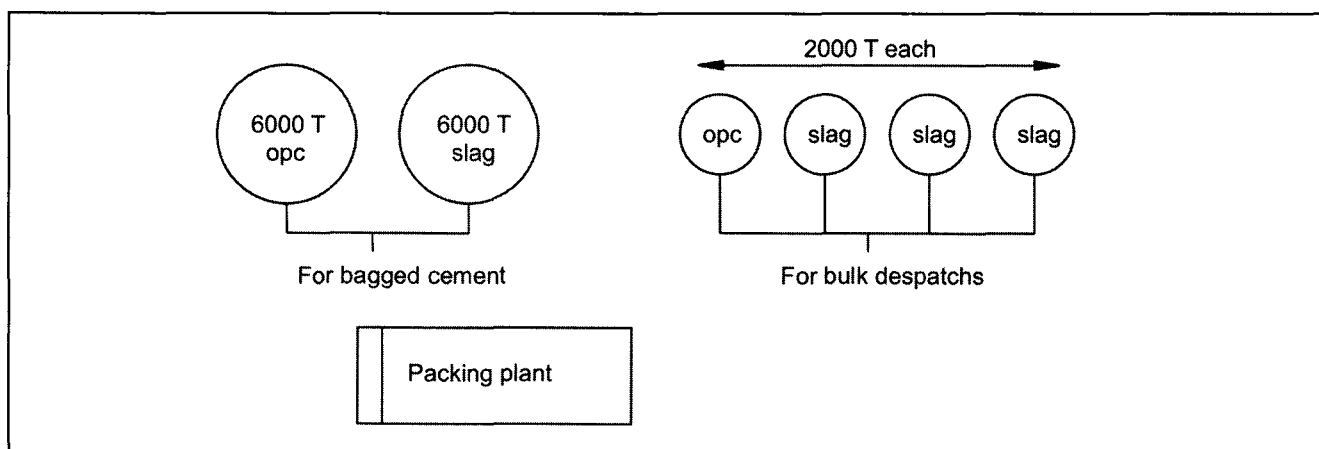 2000 T each
6000 T
opc
6000 T
slag
opc
slag
slag
slag
For bagged cement
For bulk despatchs
Packing plant